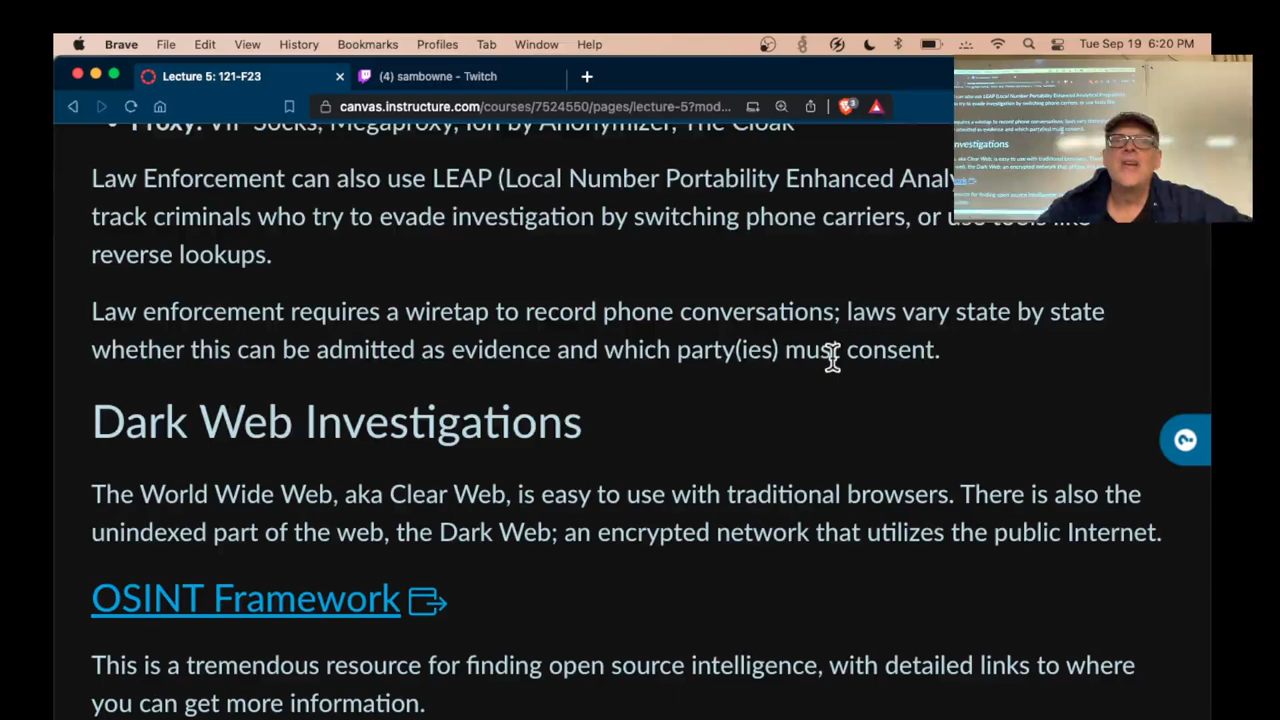 Brave File Edit View History Bookmarks Profiles Tab Window Help Tue Sep 19 6:20 PM
Lecture 5: 121-F23 (4) sambowne - Twitch
canvas.instructure.com/courses/7524550/pages/lecture-5?mod...
Socks, Megaproxy, Ion by Anonymizer, The Cloak
Law Enforcement can also use LEAP (Local Number Portability Enhanced
track criminals who try to evade investigation by switching phone carriers, or
reverse lookups.
Law enforcement requires a wiretap to record phone conversations; laws vary state by state
whether this can be admitted as evidence and which party(ies) must consent.
Dark Web Investigations
The World Wide Web, aka Clear Web, is easy to use with traditional browsers. There is also the
unindexed part of the web, the Dark Web; an encrypted network that utilizes the public Internet.
OSINT Framework
This is a tremendous resource for finding open source intelligence, with detailed links to where
you can get more information.